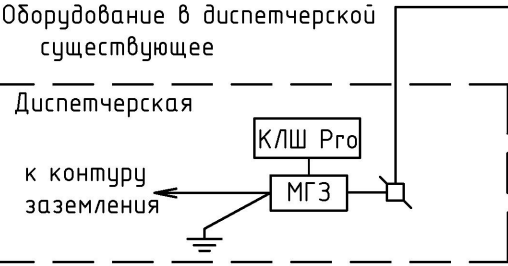 Оборудование в диспетчерской
существующее
Диспетчерская
КЛШ Pro
к контуру
заземления
МГЗ